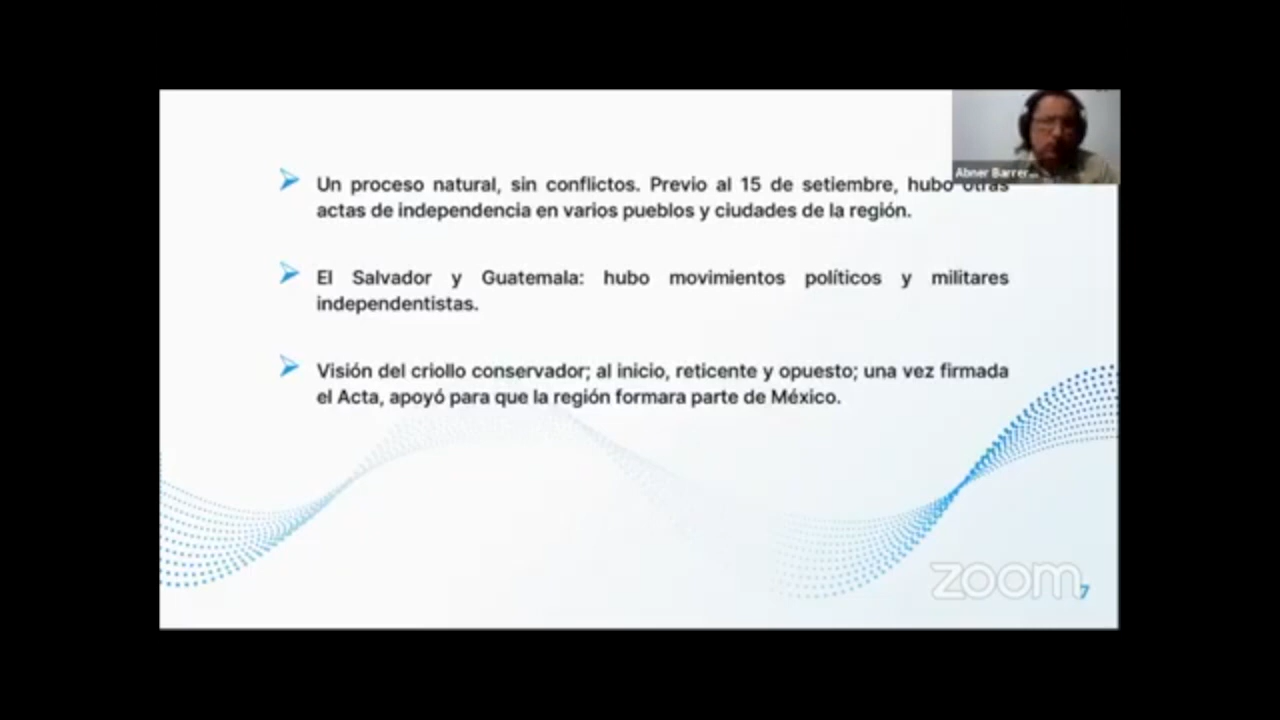 Un proceso natural, sin conflictos. Previo al 15 de setiembre, hubo otras
actas de independencia en varios pueblos y ciudades de la región.
El Salvador y Guatemala: hubo movimientos políticos y militares
independentistas.
Visión del criollo conservador; al inicio, reticente y opuesto; una vez firmada
el Acta, apoyó para que la región formara parte de México.
Abner Barrer...
zoom
7